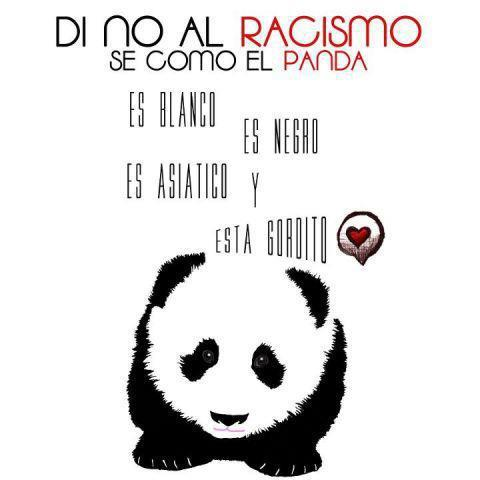 DI NO AL RACISMO
SE COMO EL PANDA
ES BLANCO
ES NEGRO
ES ASIATICO
Y
ESTA GORDITO